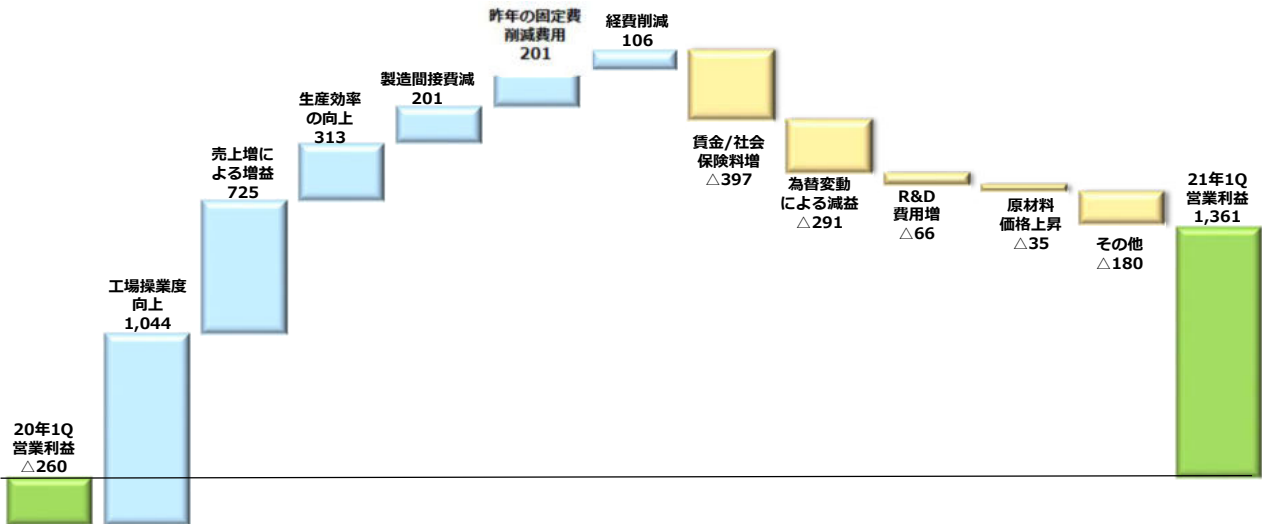 20年1Q
営業利益
△260
工場操業度
向上
1,044
売上増に
よる増益
725
生産効率
の向上
313
製造間接費減
201
昨年の固定費
削減費用
201
経費削減
106
賃金/社会
保険料増
△397
為替変動
による減益
△291
R&D
費用増
△66
原材料
価格上昇
△35
その他
△180
21年1Q
営業利益
1,361